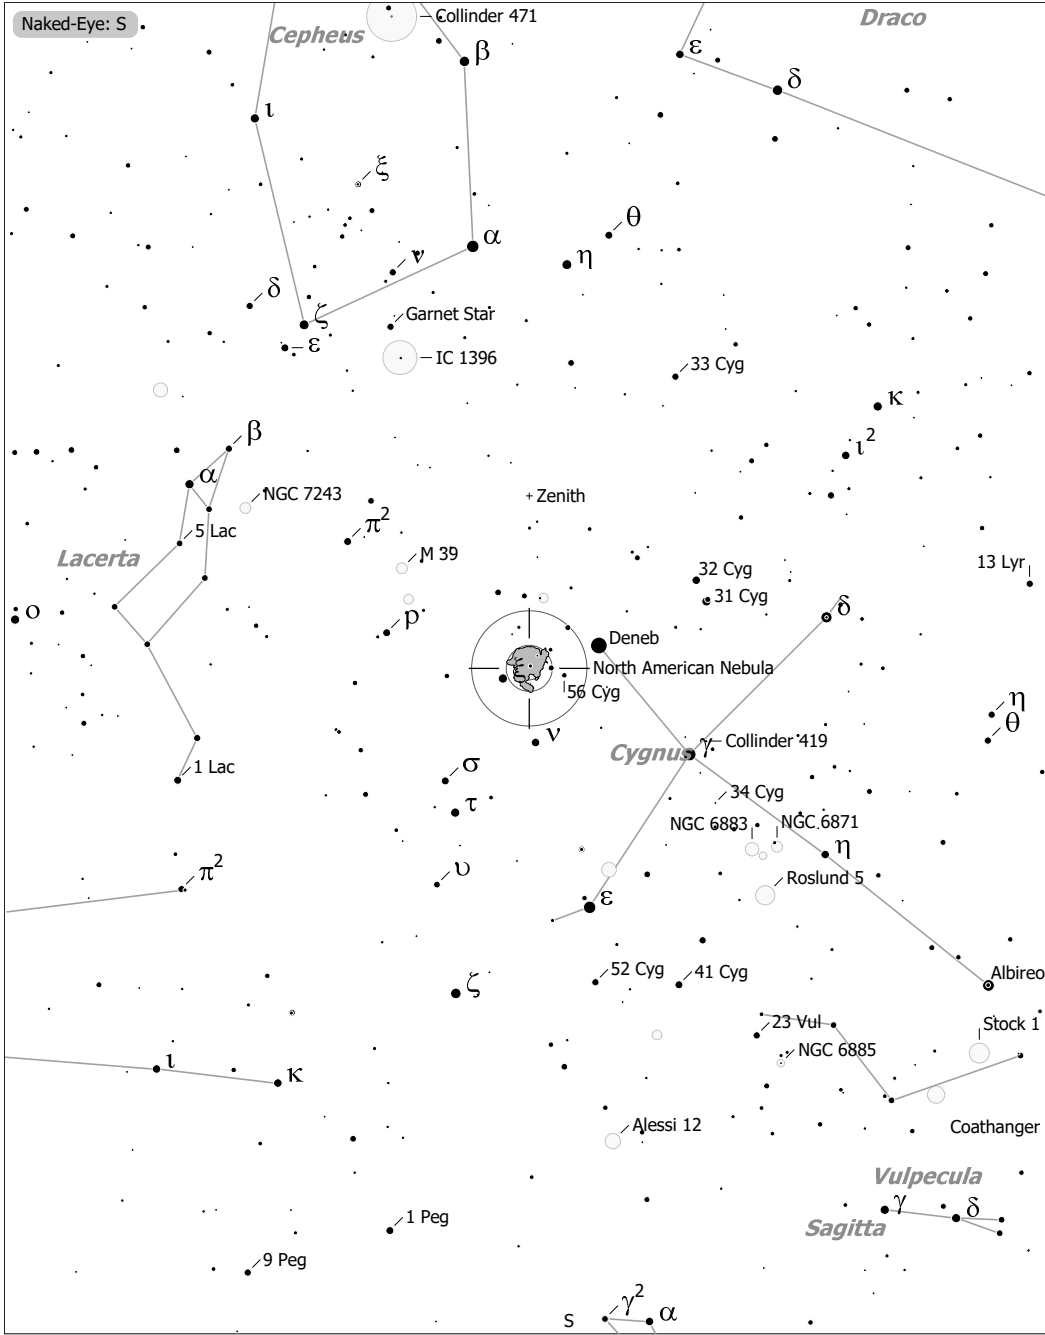 Naked-Eye: S
Collinder 471
Draco
Cepheus
β
ε
δ
ι
ξ
θ
α
ν
η
δ
ζ
Garnet Star
ε
IC 1396
33 Cyg
κ
β
ι²
α
NGC 7243
Zenith
π²
5 Lac
M 39
Lacerta
13 Lyr
32 Cyg
31 Cyg
ο
ρ
δ
Deneb
North American Nebula
56 Cyg
η
ν
γ
Collinder 419
θ
Cygnus
σ
1 Lac
34 Cyg
τ
NGC 6883
NGC 6871
η
π²
υ
Roslund 5
ε
52 Cyg
41 Cyg
Albireo
ζ
23 Vul
Stock 1
NGC 6885
ι
κ
Alessi 12
Coathanger
Vulpecula
γ
δ
1 Peg
Sagitta
9 Peg
γ²
α
S